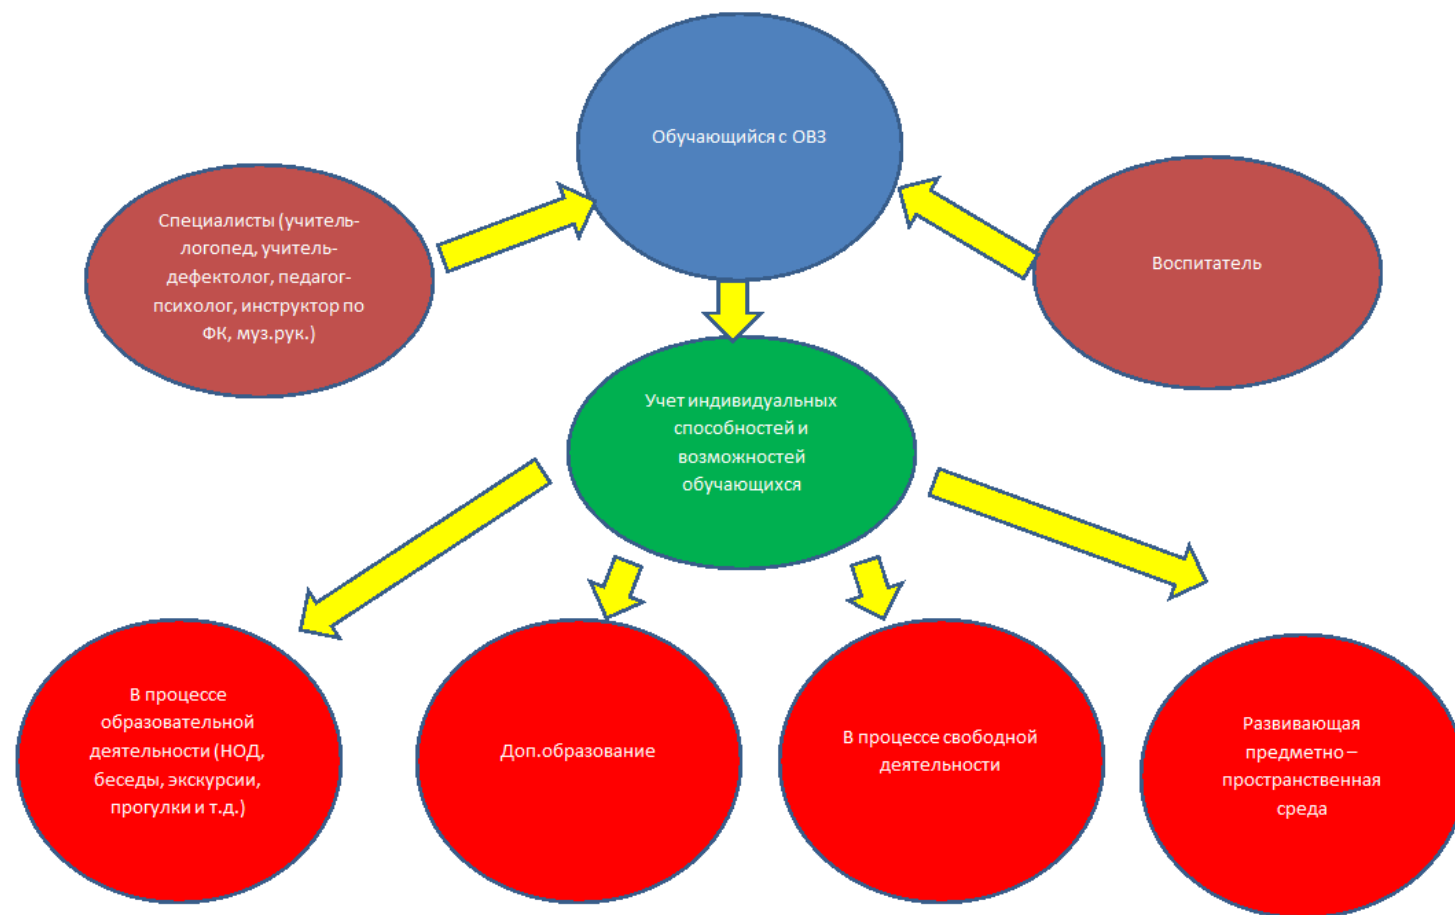 Обучающийся с ОВЗ
Специалисты (учитель-
логопед, учитель-
дефектолог, педагог-
психолог, инструктор по
ФК, муз.рук.)
Воспитатель
Учет индивидуальных
способностей и
возможностей
обучающихся
В процессе
образовательной
деятельности (НОД,
беседы, экскурсии,
прогулки и т.д.)
Доп.образование
В процессе свободной
деятельности
Развивающая
предметно –
пространственная
среда